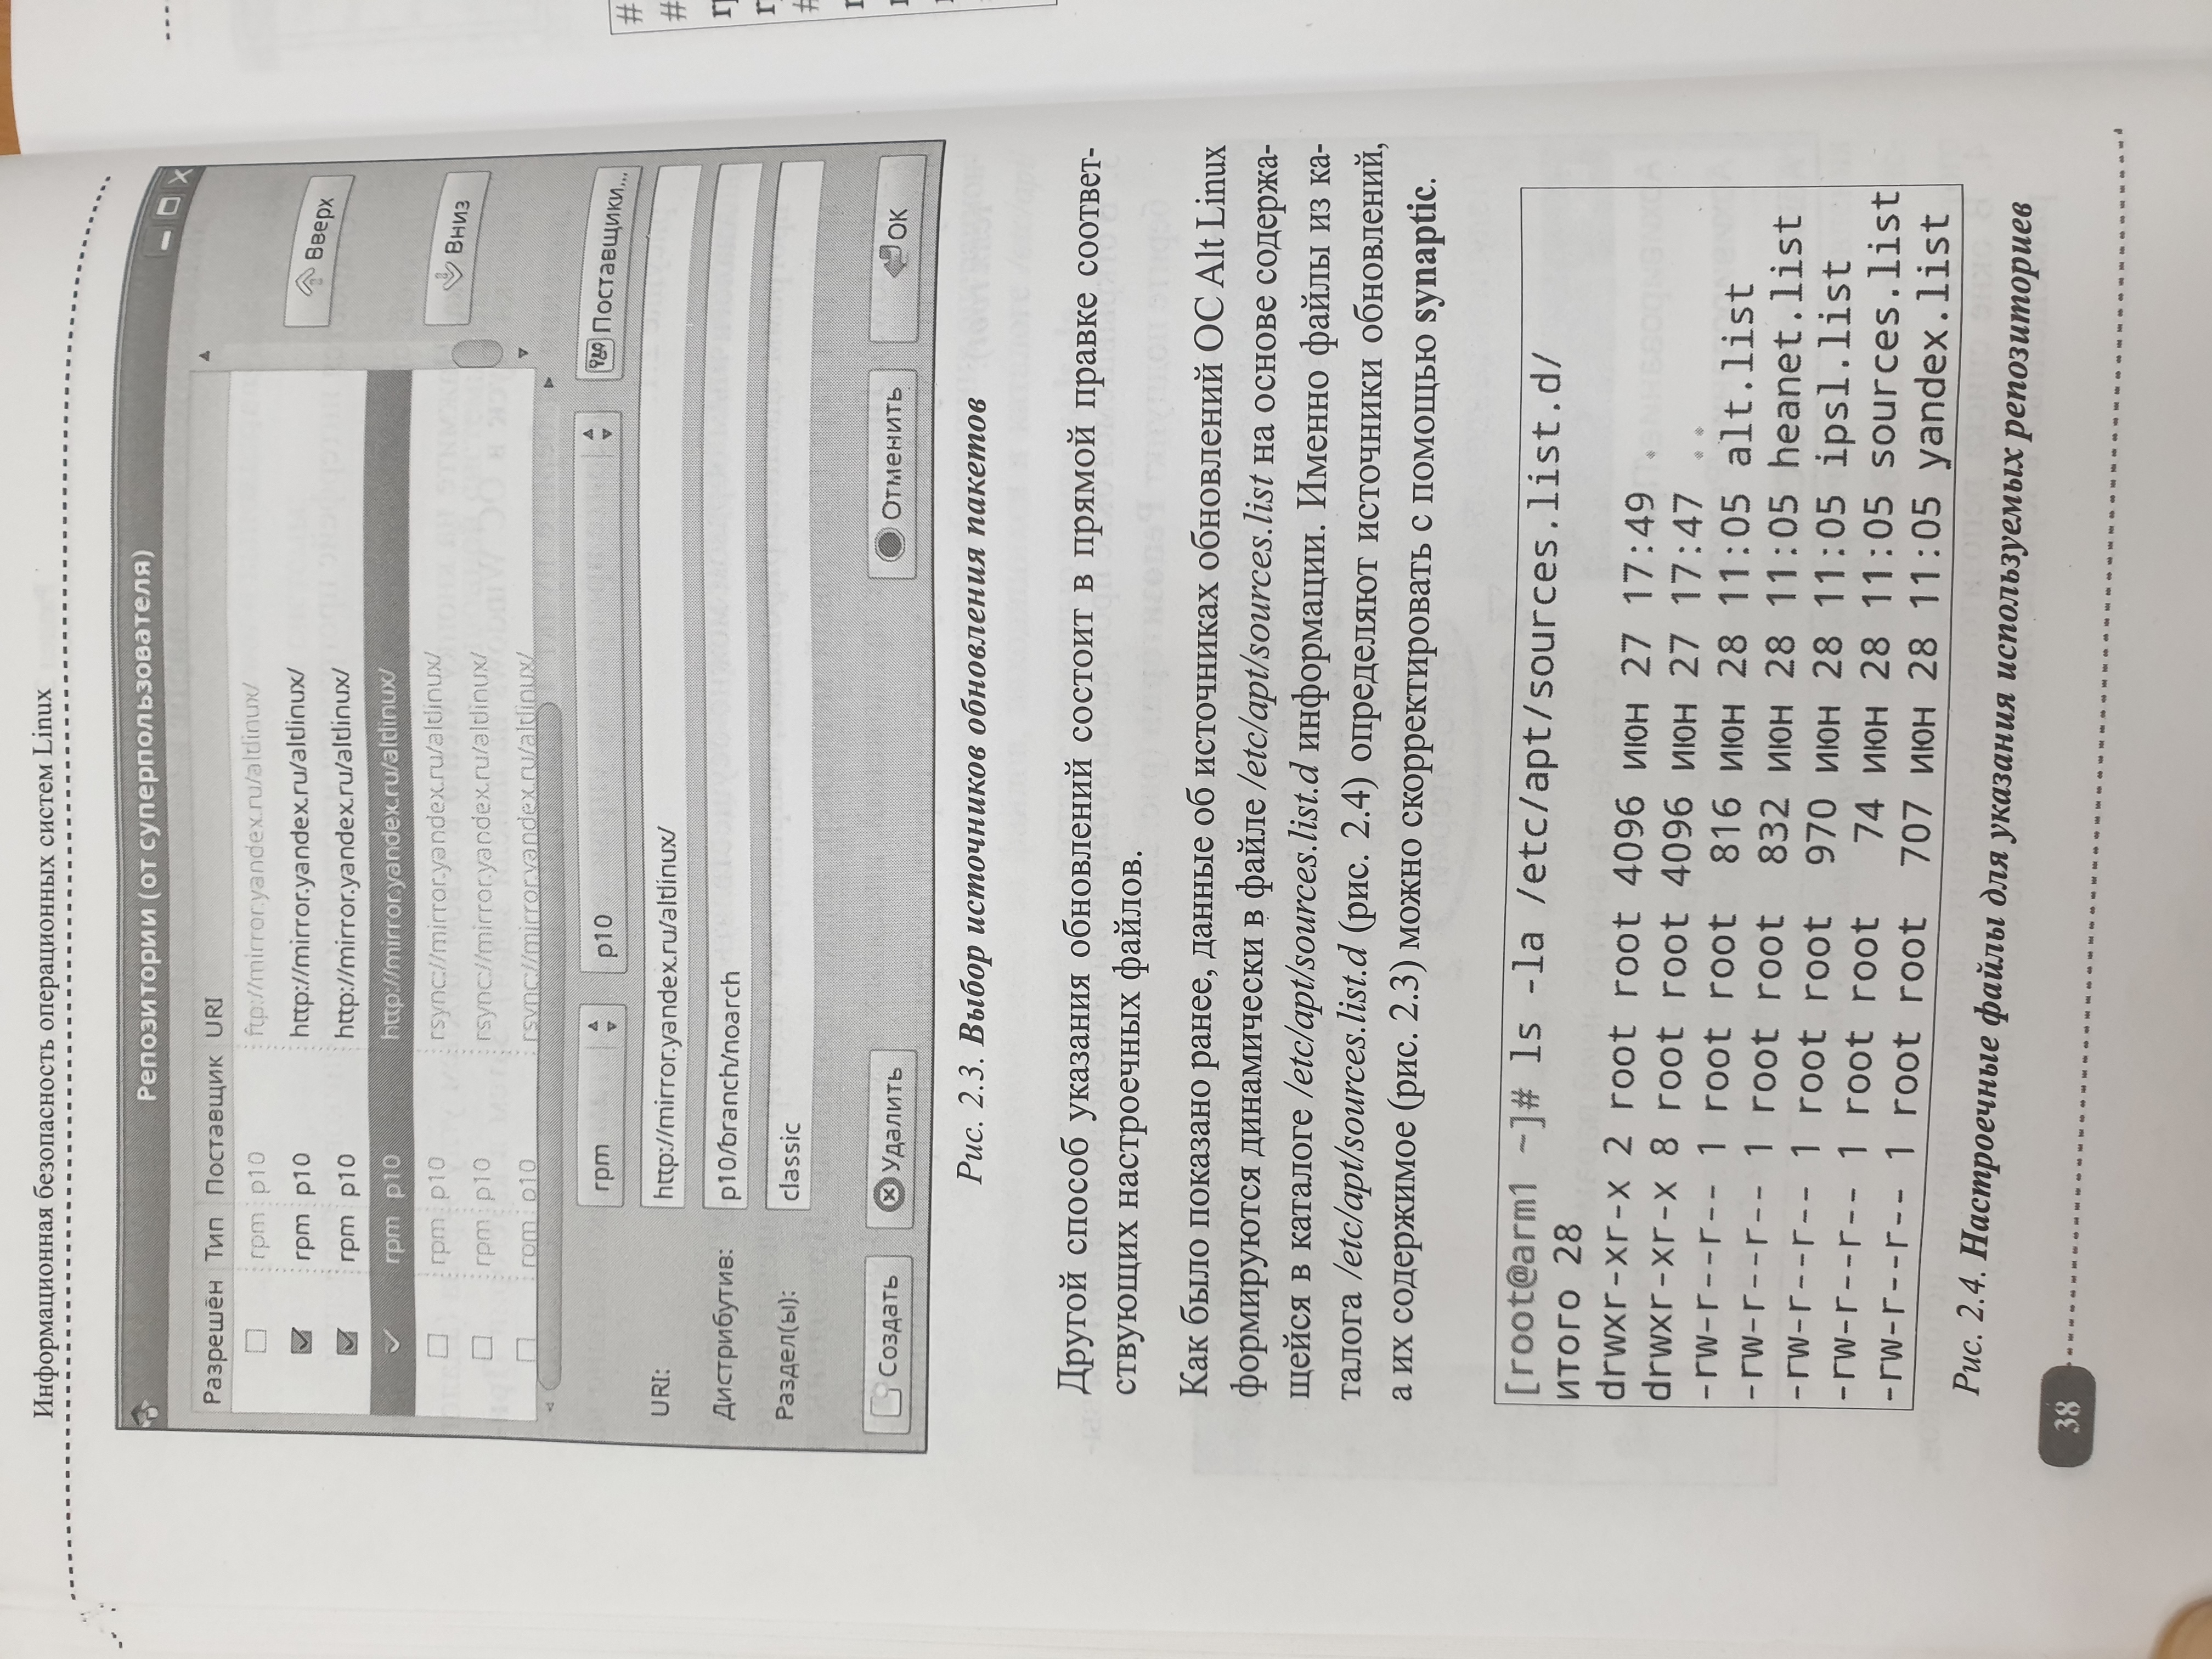 Информационная безопасность операционных систем Linux
Репозитории (от суперпользователя)
Разрешён Тип Поставщик URI
rpm p10 ftp://mirror.yandex.ru/altlinux/
rpm p10 http://mirror.yandex.ru/altlinux/
rpm p10 http://mirror.yandex.ru/altlinux/
rpm p10 http://mirror.yandex.ru/altlinux/
rpm p10 rsync://mirror.yandex.ru/altlinux/
rpm p10 rsync://mirror.yandex.ru/altlinux/
rpm p10 rsync://mirror.yandex.ru/altlinux/
Вверх
Вниз
rpm p10 Поставщики...
URI: http://mirror.yandex.ru/altlinux/
Дистрибутив: p10/branch/noarch
Раздел(ы): classic
Создать Удалить Отменить OK
Рис. 2.3. Выбор источников обновления пакетов
Другой способ указания обновлений состоит в прямой правке соответ-
ствующих настроечных файлов.
Как было показано ранее, данные об источниках обновлений ОС Alt Linux
формируются динамически в файле /etc/apt/sources.list на основе содержа-
щейся в каталоге /etc/apt/sources.list.d информации. Именно файлы из ка-
талога /etc/apt/sources.list.d (рис. 2.4) определяют источники обновлений,
а их содержимое (рис. 2.3) можно скорректировать с помощью synaptic.
[root@arm1 ~]# ls -la /etc/apt/sources.list.d/
итого 28
drwxr-xr-x 2 root root 4096 июн 27 17:49 .
drwxr-xr-x 8 root root 4096 июн 27 17:47 ..
-rw-r--r-- 1 root root 816 июн 28 11:05 alt.list
-rw-r--r-- 1 root root 832 июн 28 11:05 heanet.list
-rw-r--r-- 1 root root 970 июн 28 11:05 ipsl.list
-rw-r--r-- 1 root root 74 июн 28 11:05 sources.list
-rw-r--r-- 1 root root 707 июн 28 11:05 yandex.list
Рис. 2.4. Настроечные файлы для указания используемых репозиториев
38
#
#
#